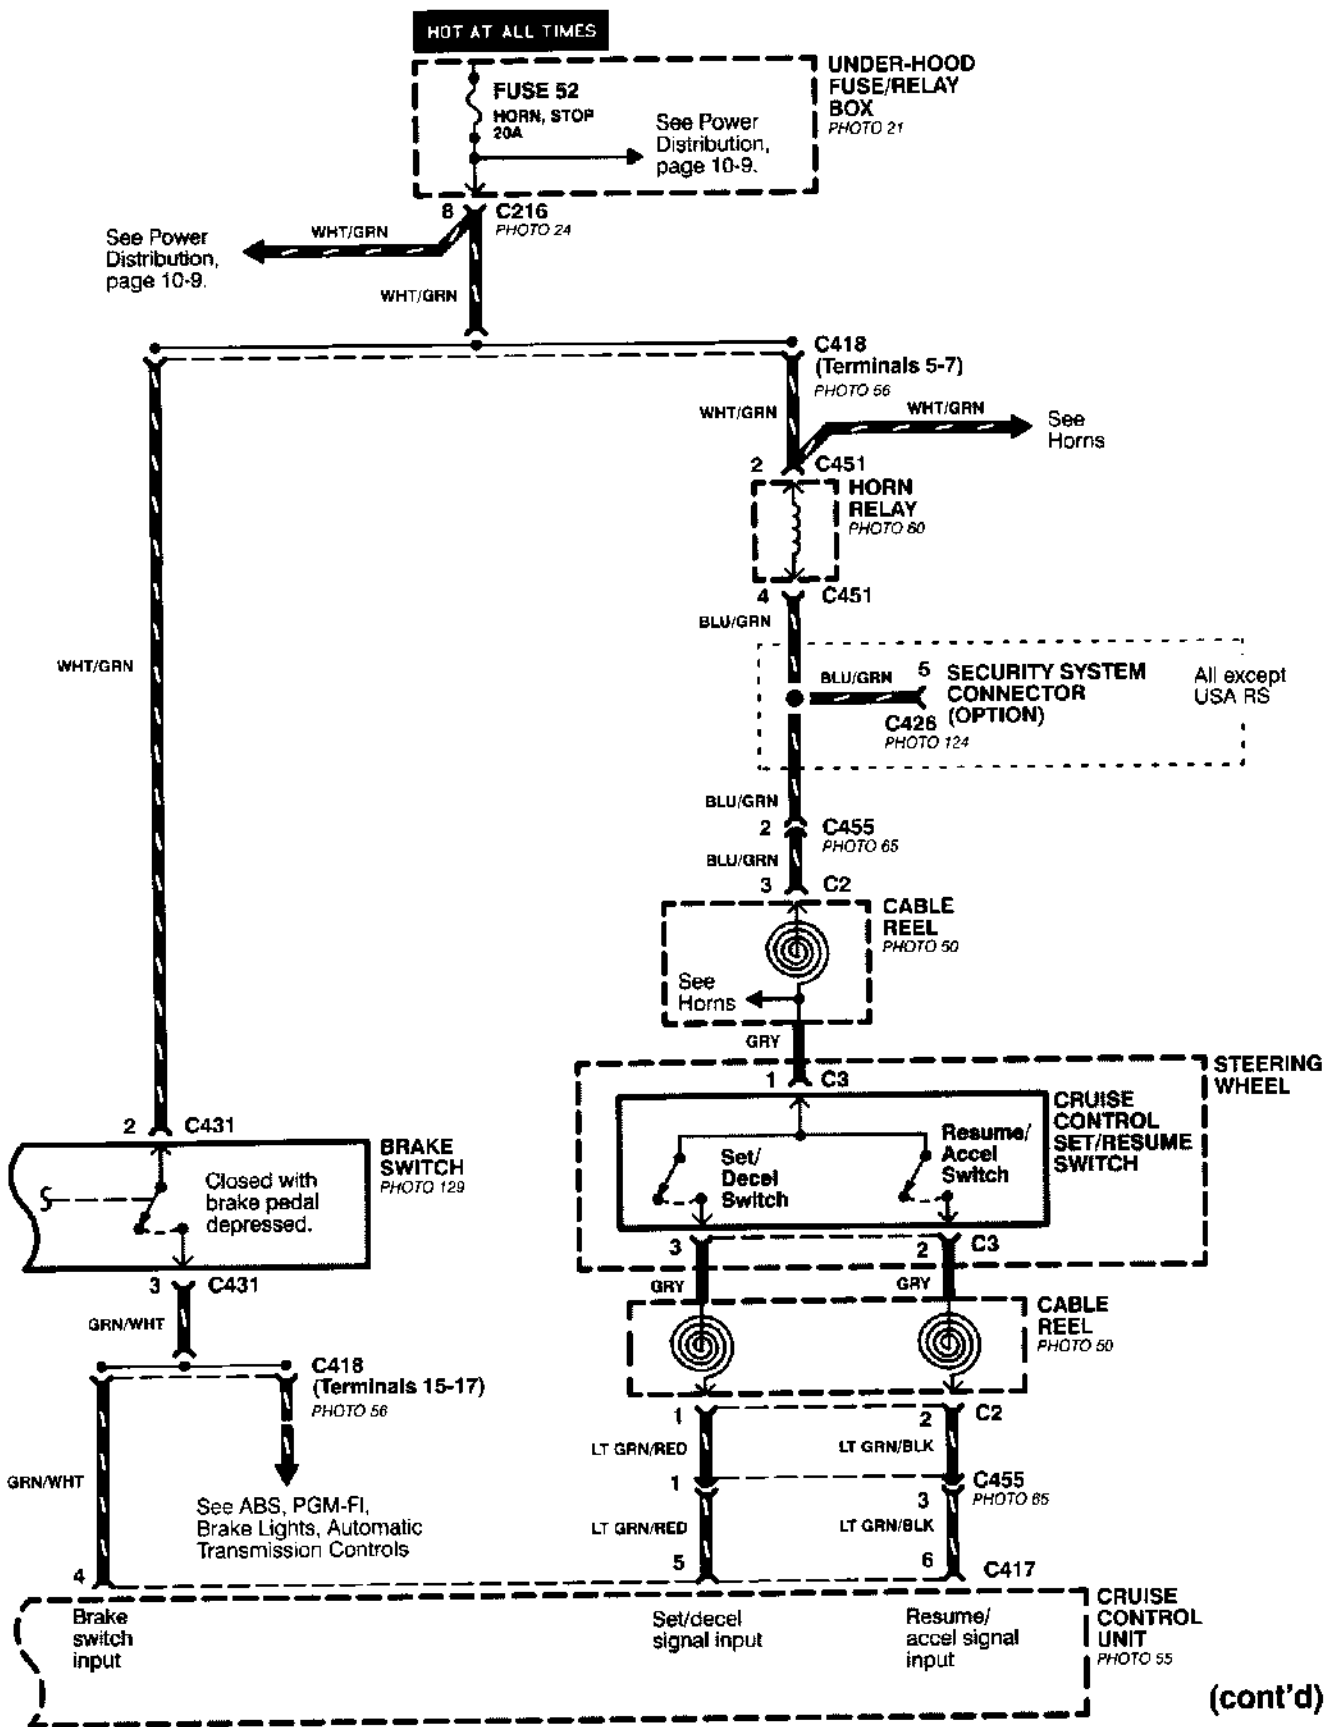 HOT AT ALL TIMES
UNDER-HOOD
FUSE/RELAY
BOX
PHOTO 21
FUSE 52
HORN, STOP
20A
See Power
Distribution,
page 10-9.
8
C216
PHOTO 24
WHT/GRN
See Power
Distribution,
page 10-9.
WHT/GRN
C418
(Terminals 5-7)
PHOTO 56
WHT/GRN
WHT/GRN
See
Horns
2
C451
HORN
RELAY
PHOTO 60
4
C451
BLU/GRN
WHT/GRN
BLU/GRN
5
SECURITY SYSTEM
CONNECTOR
(OPTION)
C426
PHOTO 124
All except
USA RS
BLU/GRN
2
C455
PHOTO 65
BLU/GRN
3
C2
CABLE
REEL
PHOTO 50
See
Horns
GRY
STEERING
WHEEL
1
C3
CRUISE
CONTROL
SET/RESUME
SWITCH
Set/
Decel
Switch
Resume/
Accel
Switch
2
C431
BRAKE
SWITCH
PHOTO 129
Closed with
brake pedal
depressed.
3
2
C3
3
C431
GRY
GRY
CABLE
REEL
PHOTO 50
GRN/WHT
C418
(Terminals 15-17)
PHOTO 56
1
2
C2
LT GRN/RED
LT GRN/BLK
GRN/WHT
1
C455
3
PHOTO 65
See ABS, PGM-FI,
Brake Lights, Automatic
Transmission Controls
LT GRN/RED
LT GRN/BLK
4
5
6
C417
CRUISE
CONTROL
UNIT
PHOTO 55
Brake
switch
input
Set/decel
signal input
Resume/
accel signal
input
(cont'd)